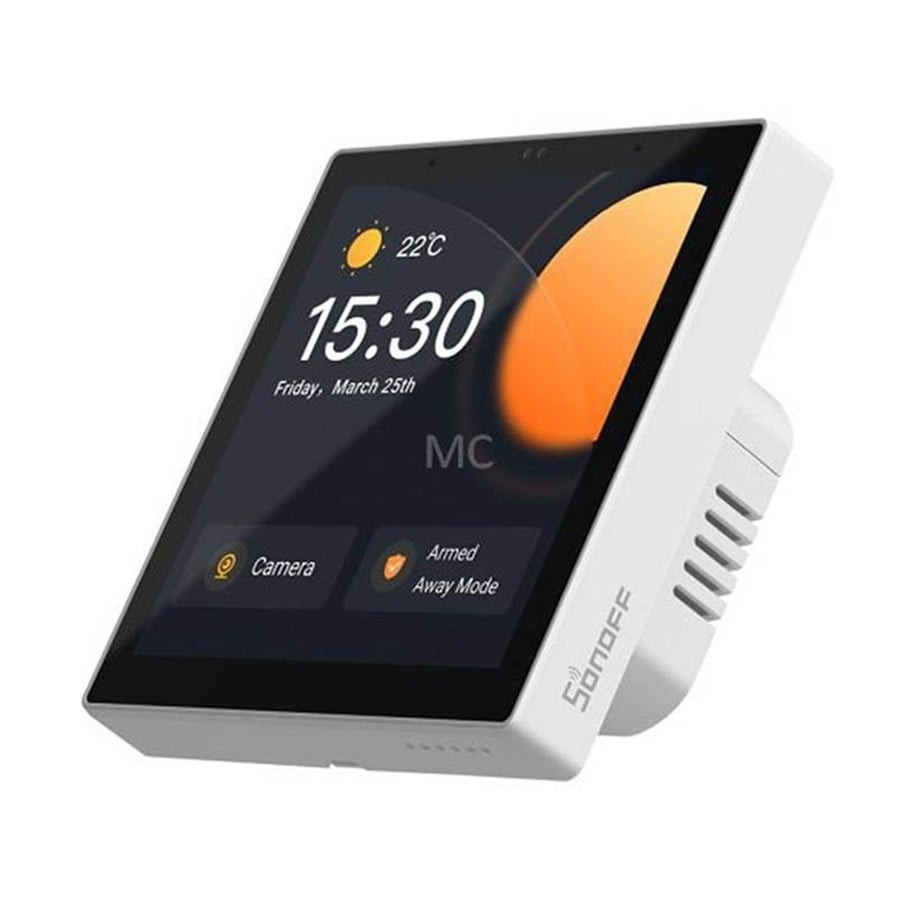 22℃
15:30
Friday, March 25th
MC
Camera
Armed
Away Mode
SONOFF